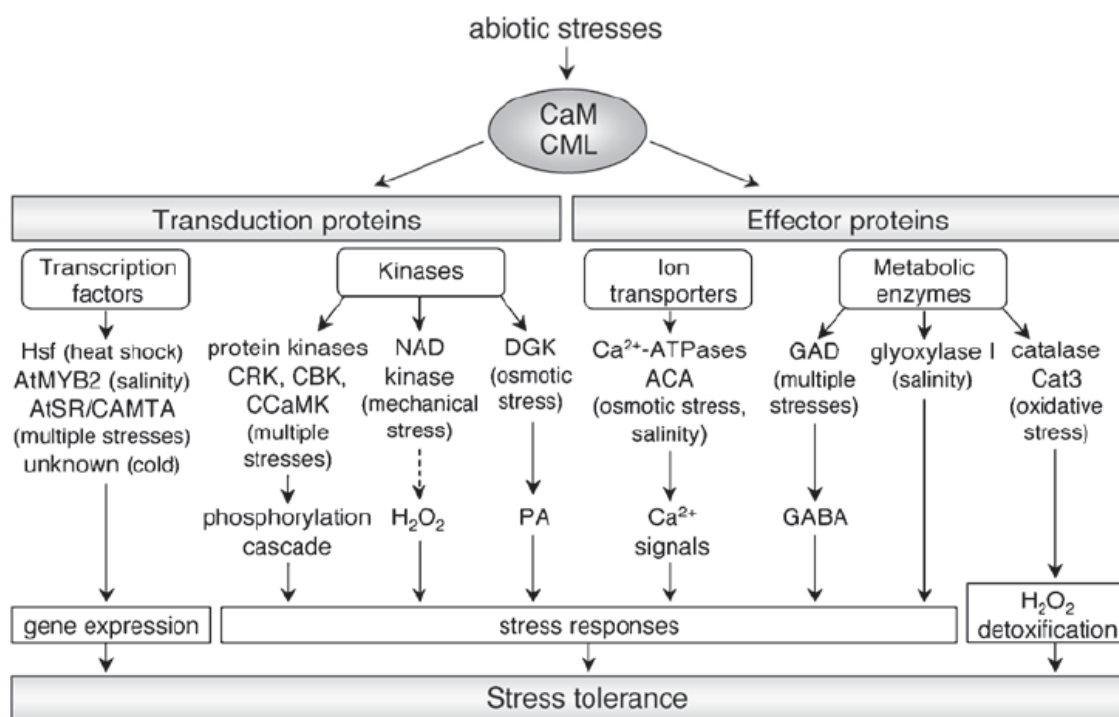 abiotic stresses
CaM
CML
Transduction proteins
Effector proteins
Transcription
factors
Kinases
Ion
transporters
Metabolic
enzymes
Hsf (heat shock)
AtMYB2 (salinity)
AtSR/CAMTA
(multiple stresses)
unknown (cold)
protein kinases
CRK, CBK,
CCaMK
(multiple
stresses)
NAD
kinase
(mechanical
stress)
DGK
(osmotic
stress)
Ca²⁺-ATPases
ACA
(osmotic stress,
salinity)
GAD
(multiple
stresses)
glyoxylase I
(salinity)
catalase
Cat3
(oxidative
stress)
phosphorylation
cascade
H₂O₂
PA
Ca²⁺
signals
GABA
gene expression
stress responses
H₂O₂
detoxification
Stress tolerance